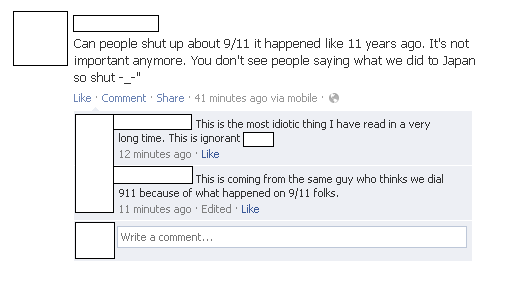 Can people shut up about 9/11 it happened like 11 years ago. It's not
important anymore. You don't see people saying what we did to Japan
so shut -_-"
Like · Comment · Share · 41 minutes ago via mobile ·
This is the most idiotic thing I have read in a very
long time. This is ignorant
12 minutes ago · Like
This is coming from the same guy who thinks we dial
911 because of what happened on 9/11 folks.
11 minutes ago · Edited · Like
Write a comment...